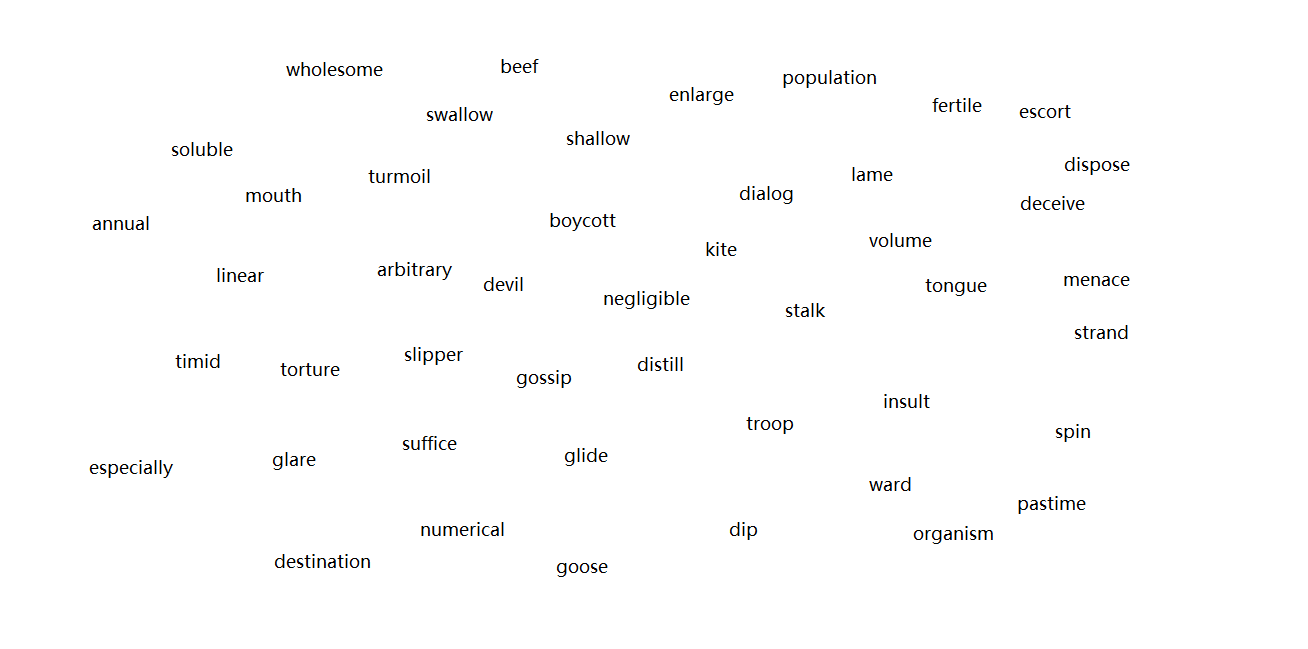 wholesome
beef
population
enlarge
fertile
escort
swallow
shallow
soluble
dispose
lame
turmoil
dialog
mouth
deceive
boycott
annual
volume
kite
arbitrary
linear
menace
devil
tongue
negligible
stalk
strand
slipper
timid
distill
torture
gossip
insult
troop
spin
suffice
glide
glare
especially
ward
pastime
numerical
dip
organism
destination
goose